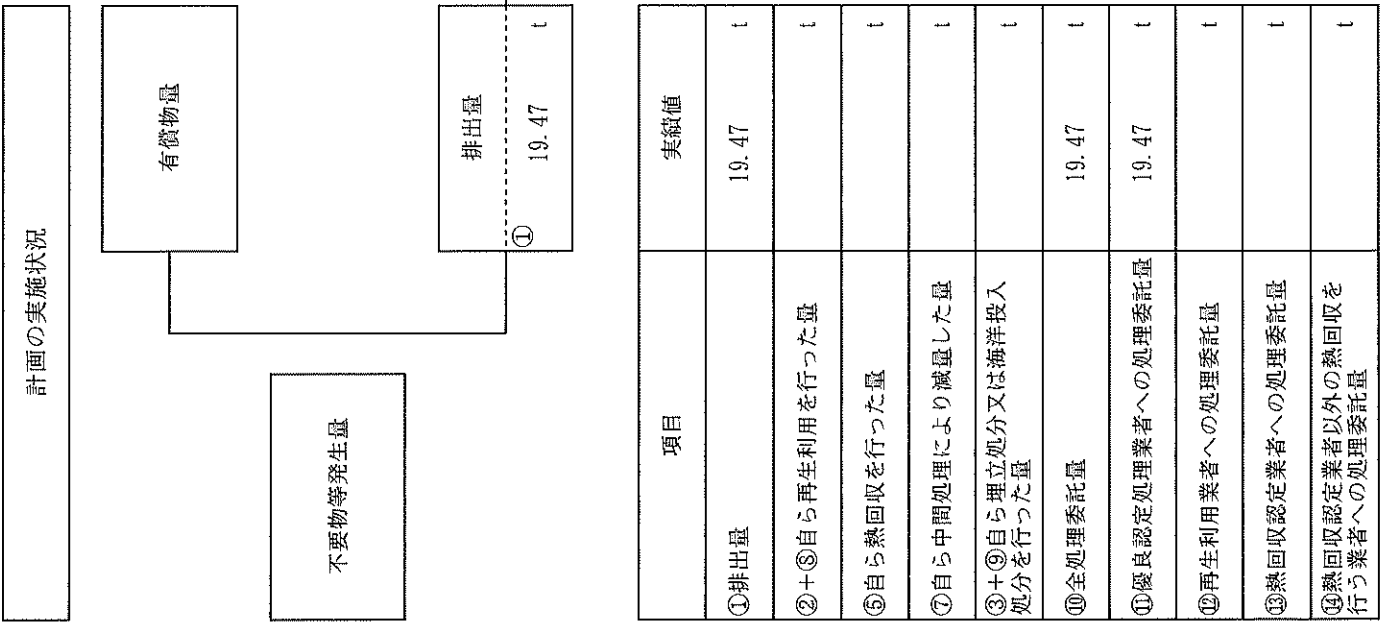 計画の実施状況
不要物等発生量
有償物量
排出量
① 19.47 t
項目 実績値
①排出量 19.47 t
②+⑧自ら再生利用を行った量 t
⑤自ら熱回収を行った量 t
⑦自ら中間処理により減量した量 t
③+⑨自ら埋立処分又は海洋投入
処分を行った量 t
⑩全処理委託量 19.47 t
⑪優良認定処理業者への処理委託量 19.47 t
⑫再生利用業者への処理委託量 t
⑬熱回収認定業者への処理委託量 t
⑭熱回収認定業者以外の熱回収を
行う業者への処理委託量 t